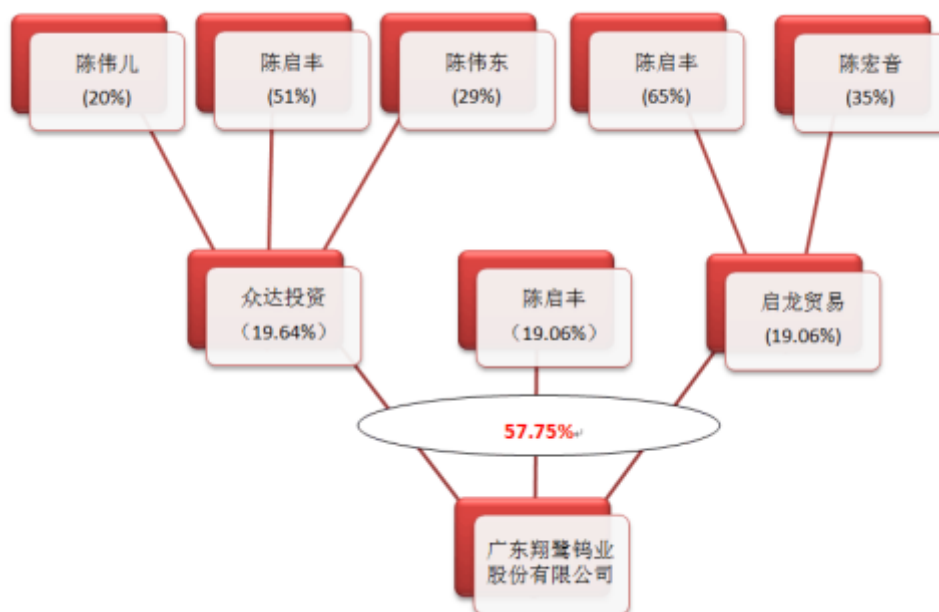 陈伟儿
(20%)
陈启丰
(51%)
陈伟东
(29%)
陈启丰
(65%)
陈宏音
(35%)
众达投资
（19.64%）
陈启丰
（19.06%）
启龙贸易
(19.06%)
57.75%↵
广东翔鹭钨业
股份有限公司